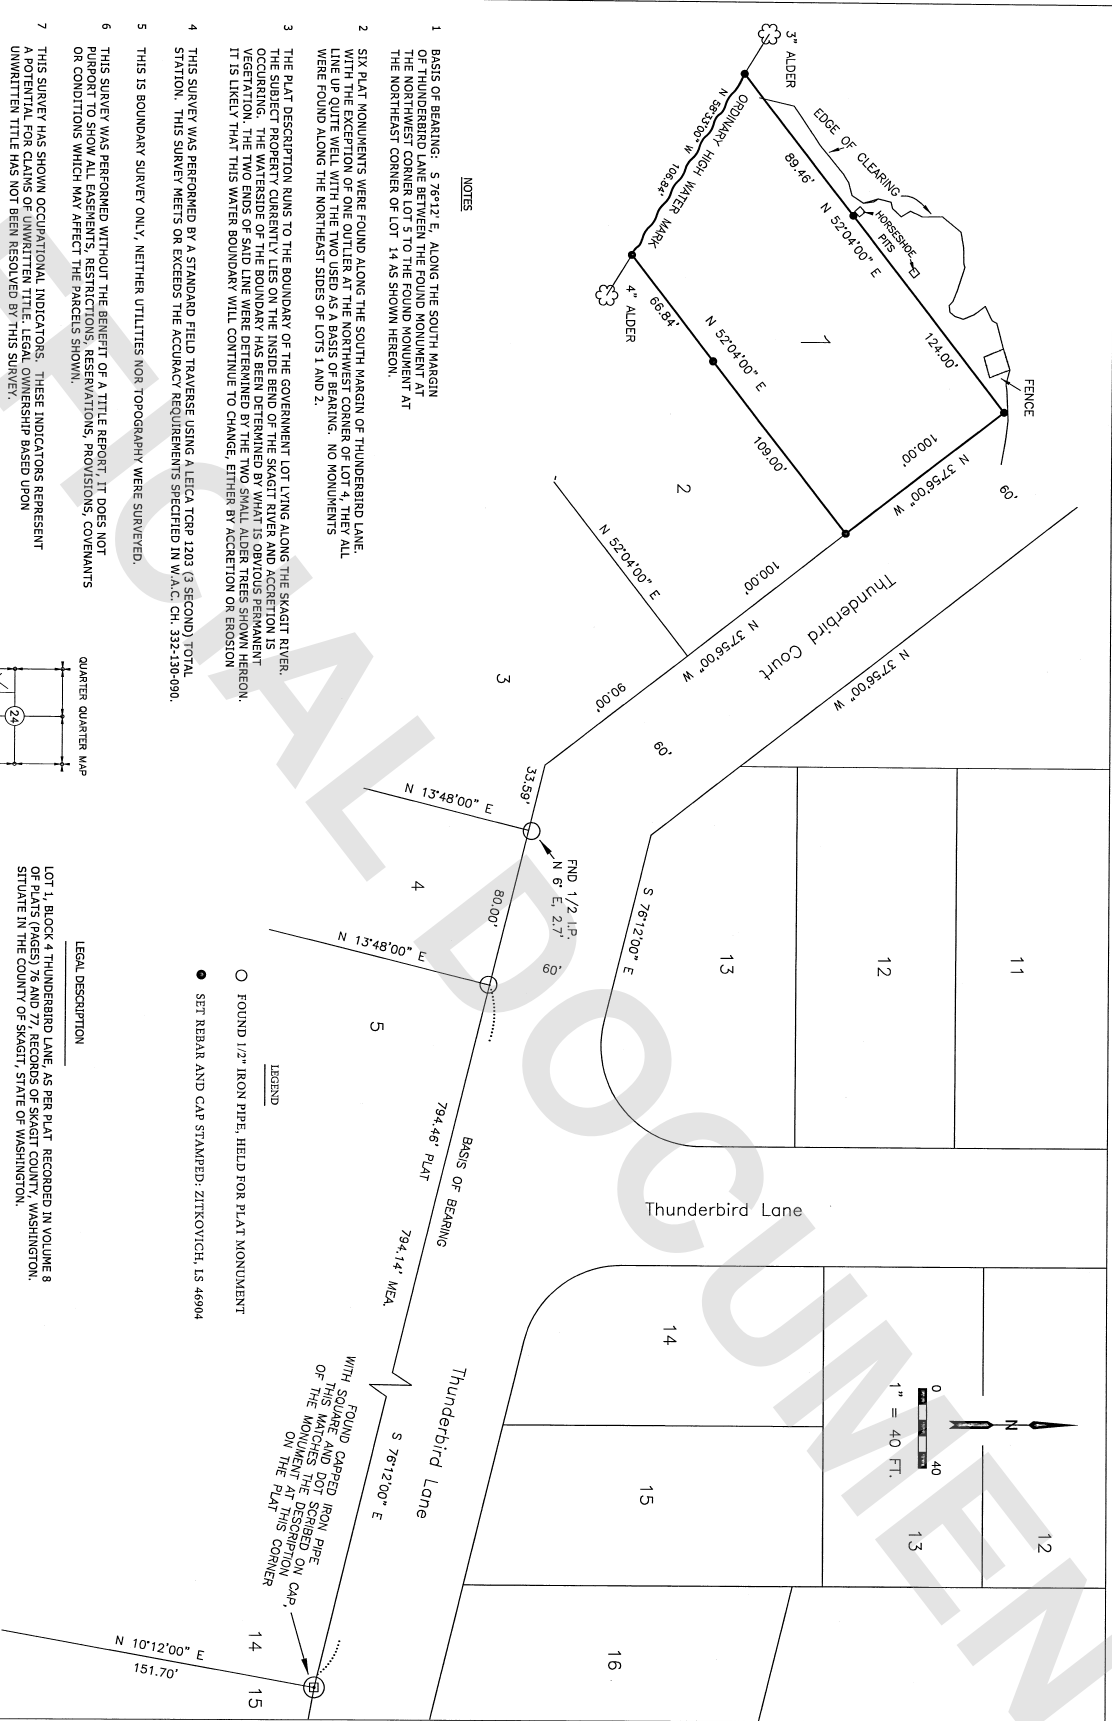 3" ALDER
EDGE OF CLEARING
ORDINARY HIGH WATER MARK
N 58°33'00" W 106.84'
89.46'
N 52°04'00" E
HORSESHOE
PITS
124.00'
FENCE
4" ALDER
66.84'
N 52°04'00" E
109.00'
100.00'
N 37°56'00" W
60'
2
N 52°04'00" E
100.00'
N 37°56'00" W
Thunderbird Court
N 37°56'00" W
90.00'
3
60'
33.59'
N 13°48'00" E
FND 1/2 I.P.
N 6° E, 2.7'
4
80.00'
N 13°48'00" E
60'
S 76°12'00" E
5
13
12
11
794.46' PLAT
BASIS OF BEARING
794.14' MEA.
Thunderbird Lane
14
15
16
13
12
0 40
1" = 40 FT.
N
Thunderbird Lane
S 76°12'00" E
FOUND CAPPED IRON PIPE
WITH SQUARE AND DOT SCRIBED ON CAP,
THIS MATCHES THE DESCRIPTION
OF THE MONUMENT AT THIS CORNER
ON THE PLAT
14
15
N 10°12'00" E
151.70'
NOTES
1 BASIS OF BEARING: S 76°12' E, ALONG THE SOUTH MARGIN
OF THUNDERBIRD LANE BETWEEN THE FOUND MONUMENT AT
THE NORTHWEST CORNER LOT 5 TO THE FOUND MONUMENT AT
THE NORTHEAST CORNER OF LOT 14 AS SHOWN HEREON.
2 SIX PLAT MONUMENTS WERE FOUND ALONG THE SOUTH MARGIN OF THUNDERBIRD LANE.
WITH THE EXCEPTION OF ONE OUTLIER AT THE NORTHWEST CORNER OF LOT 4, THEY ALL
LINE UP QUITE WELL WITH THE TWO USED AS A BASIS OF BEARING. NO MONUMENTS
WERE FOUND ALONG THE NORTHEAST SIDES OF LOTS 1 AND 2.
3 THE PLAT DESCRIPTION RUNS TO THE BOUNDARY OF THE GOVERNMENT LOT LYING ALONG THE SKAGIT RIVER.
THE SUBJECT PROPERTY CURRENTLY LIES ON THE INSIDE BEND OF THE SKAGIT RIVER AND ACCRETION IS
OCCURRING. THE WATERSIDE OF THE BOUNDARY HAS BEEN DETERMINED BY WHAT IS OBVIOUS PERMANENT
VEGETATION. THE TWO ENDS OF SAID LINE WERE DETERMINED BY THE TWO SMALL ALDER TREES SHOWN HEREON.
IT IS LIKELY THAT THIS WATER BOUNDARY WILL CONTINUE TO CHANGE, EITHER BY ACCRETION OR EROSION
4 THIS SURVEY WAS PERFORMED BY A STANDARD FIELD TRAVERSE USING A LEICA TCRP 1203 (3 SECOND) TOTAL
STATION. THIS SURVEY MEETS OR EXCEEDS THE ACCURACY REQUIREMENTS SPECIFIED IN W.A.C. CH. 332-130-090.
5 THIS IS BOUNDARY SURVEY ONLY, NEITHER UTILITIES NOR TOPOGRAPHY WERE SURVEYED.
6 THIS SURVEY WAS PERFORMED WITHOUT THE BENEFIT OF A TITLE REPORT, IT DOES NOT
PURPORT TO SHOW ALL EASEMENTS, RESTRICTIONS, RESERVATIONS, PROVISIONS, COVENANTS
OR CONDITIONS WHICH MAY AFFECT THE PARCELS SHOWN.
7 THIS SURVEY HAS SHOWN OCCUPATIONAL INDICATORS. THESE INDICATORS REPRESENT
A POTENTIAL FOR CLAIMS OF UNWRITTEN TITLE. LEGAL OWNERSHIP BASED UPON
UNWRITTEN TITLE HAS NOT BEEN RESOLVED BY THIS SURVEY.
QUARTER QUARTER MAP
24
LEGEND
FOUND 1/2" IRON PIPE, HELD FOR PLAT MONUMENT
SET REBAR AND CAP STAMPED: ZITKOVICH, LS 46904
LEGAL DESCRIPTION
LOT 1, BLOCK 4 THUNDERBIRD LANE, AS PER PLAT RECORDED IN VOLUME 8
OF PLATS (PAGES) 76 AND 77, RECORDS OF SKAGIT COUNTY, WASHINGTON.
SITUATE IN THE COUNTY OF SKAGIT, STATE OF WASHINGTON.
FICIAL DOCUMEN